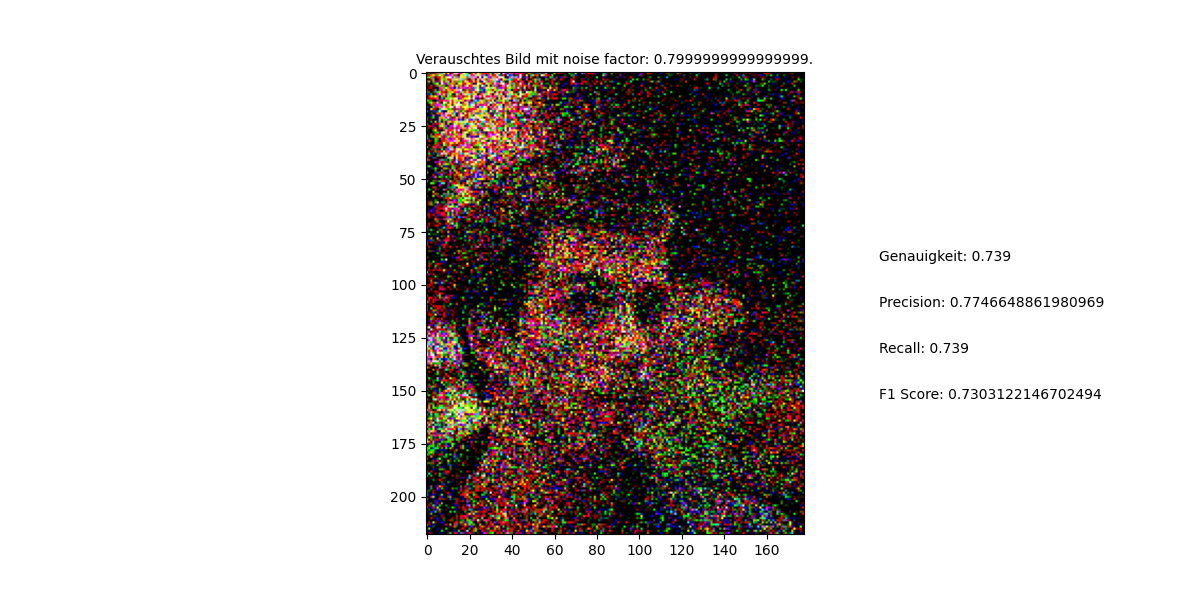 Verauschtes Bild mit noise factor: 0.7999999999999999.
0
25
50
75
100
125
150
175
200
0 20 40 60 80 100 120 140 160
Genauigkeit: 0.739
Precision: 0.7746648861980969
Recall: 0.739
F1 Score: 0.7303122146702494